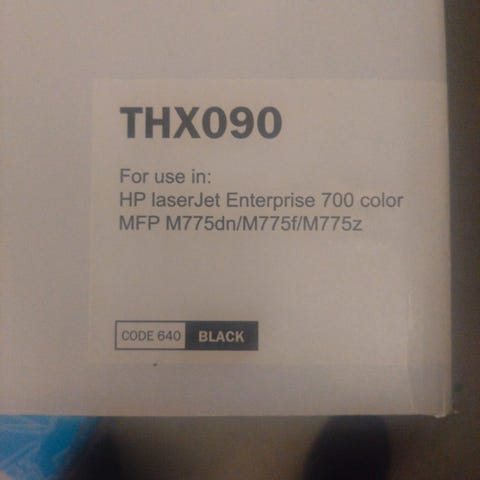 THX090
For use in:
HP laserJet Enterprise 700 color
MFP M775dn/M775f/M775z
CODE 640 BLACK